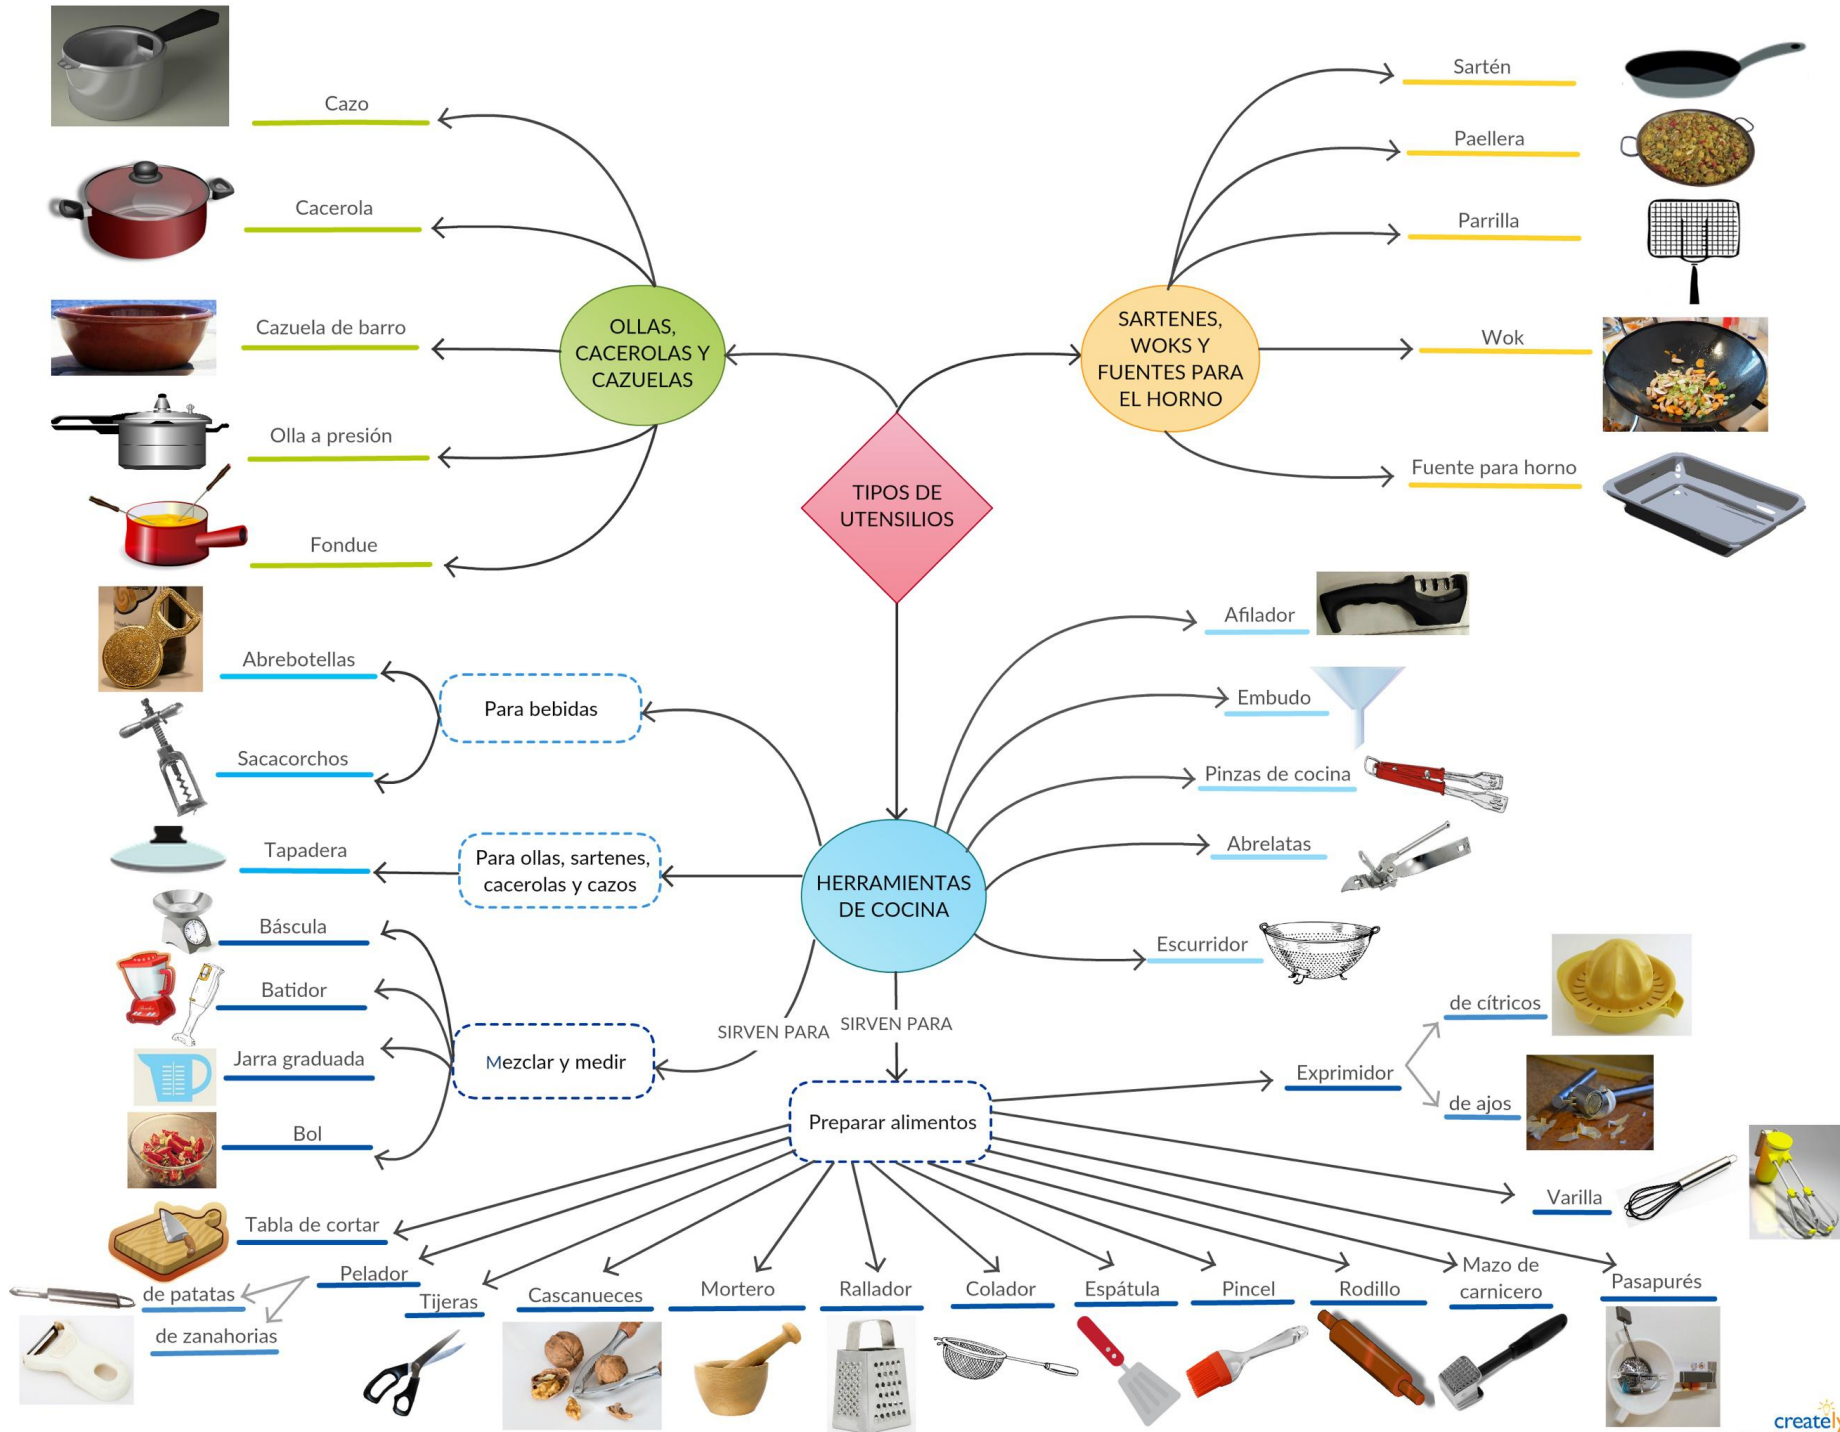 Cazo
Cacerola
Cazuela de barro
Olla a presión
Fondue
OLLAS,
CACEROLAS Y
CAZUELAS
SARTENES,
WOKS Y
FUENTES PARA
EL HORNO
Sartén
Paellera
Parrilla
Wok
Fuente para horno
TIPOS DE
UTENSILIOS
Abrebotellas
Sacacorchos
Para bebidas
Tapadera
Para ollas, sartenes,
cacerolas y cazos
HERRAMIENTAS
DE COCINA
Afilador
Embudo
Pinzas de cocina
Abrelatas
Escurridor
Báscula
Batidor
Jarra graduada
Bol
Mezclar y medir
SIRVEN PARA
SIRVEN PARA
Preparar alimentos
Exprimidor
de cítricos
de ajos
Varilla
Tabla de cortar
Pelador
de patatas
de zanahorias
Tijeras
Cascanueces
Mortero
Rallador
Colador
Espátula
Pincel
Rodillo
Mazo de
carnicero
Pasapurés
creately